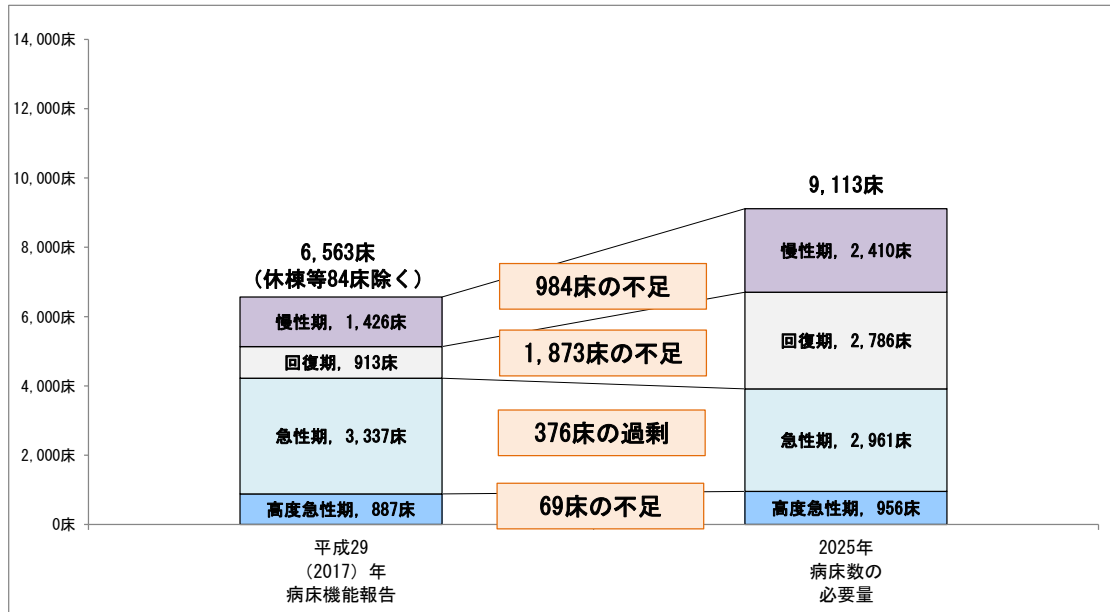 14,000床
12,000床
10,000床
8,000床
6,000床
4,000床
2,000床
0床
6,563床
（休棟等84床除く）
慢性期, 1,426床
回復期, 913床
急性期, 3,337床
高度急性期, 887床
984床の不足
1,873床の不足
376床の過剰
69床の不足
9,113床
慢性期, 2,410床
回復期, 2,786床
急性期, 2,961床
高度急性期, 956床
平成29
（2017）年
病床機能報告
2025年
病床数の
必要量